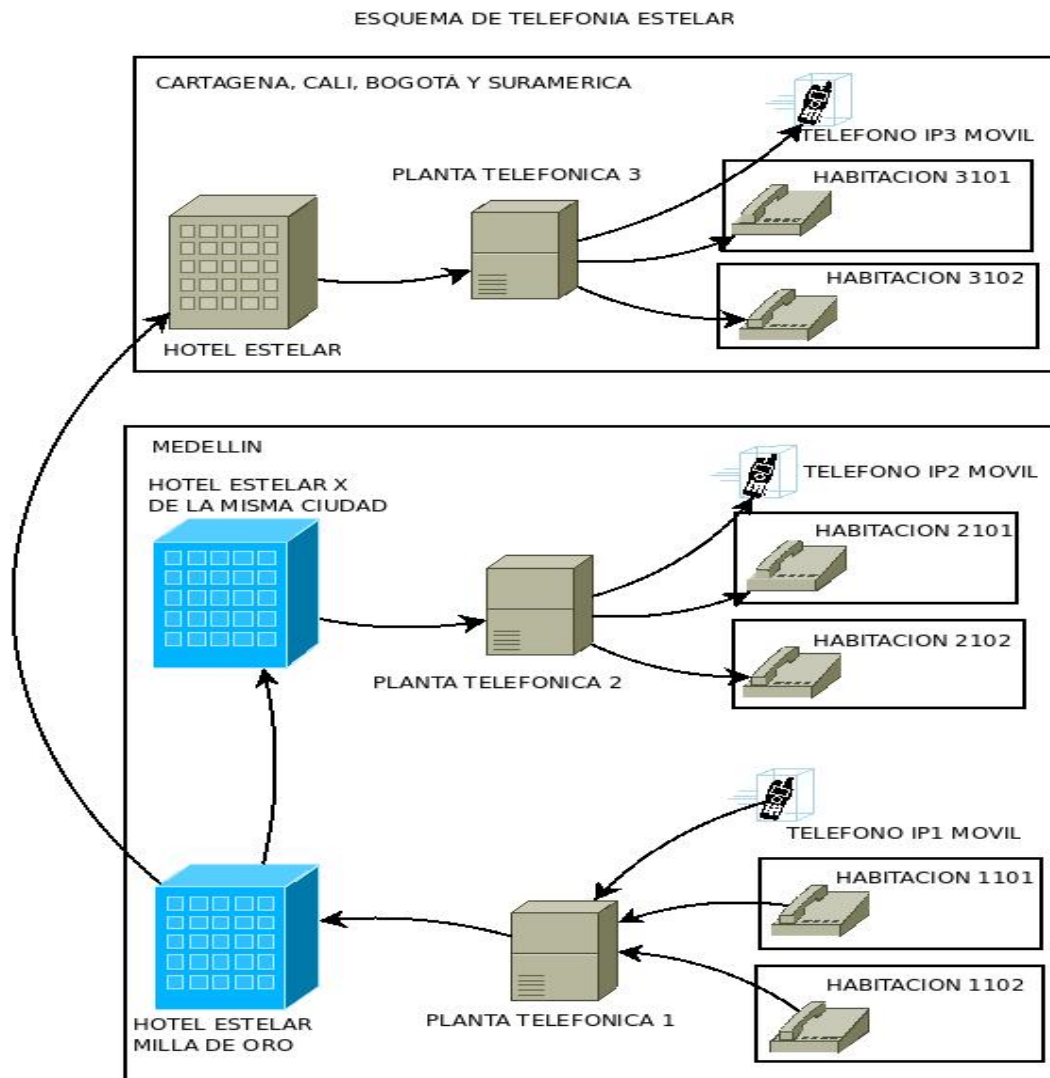 ESQUEMA DE TELEFONIA ESTELAR
CARTAGENA, CALI, BOGOTÁ Y SURAMERICA
TELEFONO IP3 MOVIL
PLANTA TELEFONICA 3
HABITACION 3101
HABITACION 3102
HOTEL ESTELAR
MEDELLIN
HOTEL ESTELAR X
DE LA MISMA CIUDAD
TELEFONO IP2 MOVIL
HABITACION 2101
HABITACION 2102
PLANTA TELEFONICA 2
TELEFONO IP1 MOVIL
HABITACION 1101
HABITACION 1102
PLANTA TELEFONICA 1
HOTEL ESTELAR
MILLA DE ORO